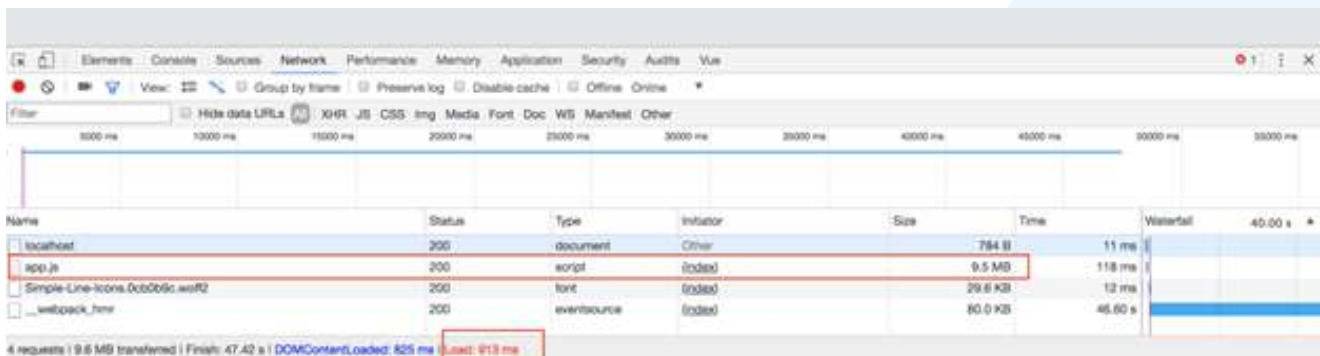 Elements Console Sources Network Performance Memory Application Security Audits Vue 1
View: Group by frame Preserve log Disable cache Offline Online
Filter Hide data URLs All XHR JS CSS Img Media Font Doc WS Manifest Other
5000 ms 10000 ms 15000 ms 20000 ms 25000 ms 30000 ms 35000 ms 40000 ms 45000 ms 50000 ms 55000 ms
Name Status Type Initiator Size Time Waterfall 40.00 s
localhost 200 document Other 784 B 11 ms
app.js 200 script (index) 9.5 MB 118 ms
Simple-Line-Icons.0cb0b9c.woff2 200 font (index) 29.6 KB 12 ms
__webpack_hmr 200 eventsource (index) 80.0 KB 46.60 s
4 requests | 9.6 MB transferred | Finish: 47.42 s | DOMContentLoaded: 825 ms | Load: 913 ms